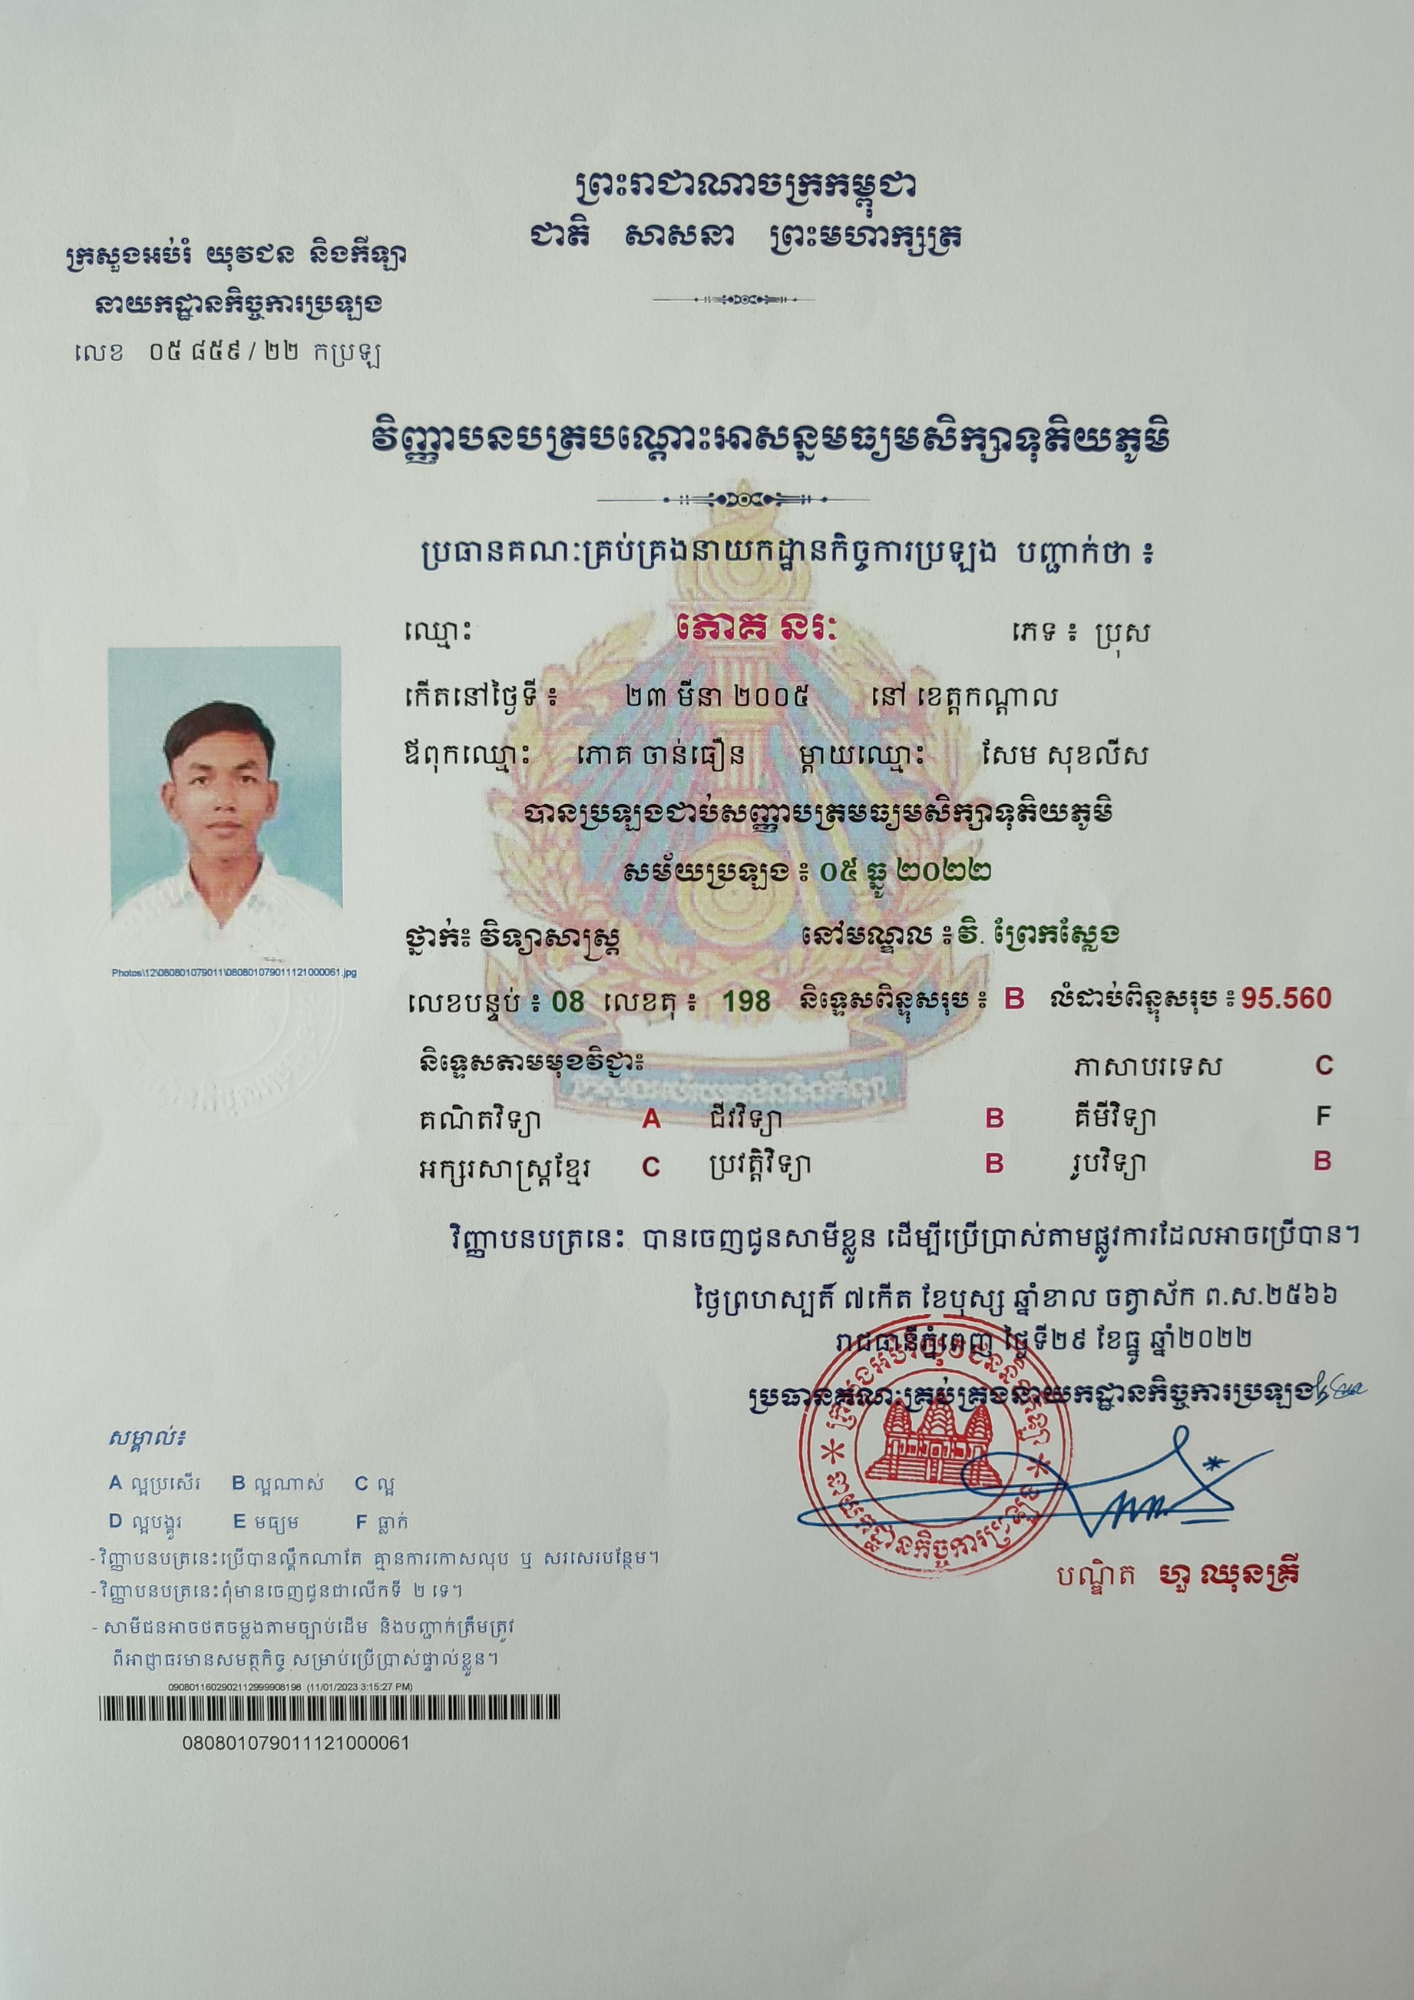 ព្រះរាជាណាចក្រកម្ពុជា
ជាតិ សាសនា ព្រះមហាក្សត្រ
ក្រសួងអប់រំ យុវជន និងកីឡា
នាយកដ្ឋានកិច្ចការប្រឡង
លេខ ០៥ ៨៥៩ / ២២ កប្រឡ
វិញ្ញាបនបត្របណ្តោះអាសន្នមធ្យមសិក្សាទុតិយភូមិ
ប្រធានគណៈគ្រប់គ្រងនាយកដ្ឋានកិច្ចការប្រឡង បញ្ជាក់ថា ៖
ឈ្មោះ ភោគ នរៈ ភេទ ៖ ប្រុស
កើតនៅថ្ងៃទី ៖ ២៣ មីនា ២០០៥ នៅ ខេត្តកណ្តាល
ឪពុកឈ្មោះ ភោគ ចាន់ធឿន ម្តាយឈ្មោះ សែម សុខលីស
បានប្រឡងជាប់សញ្ញាបត្រមធ្យមសិក្សាទុតិយភូមិ
សម័យប្រឡង ៖ ០៥ ធ្នូ ២០២២
ថ្នាក់៖ វិទ្យាសាស្ត្រ នៅមណ្ឌល ៖ វិ. ព្រែកស្លែង
Photos\12\0808010790111\080801079011121000061.jpg
លេខបន្ទប់ ៖ 08 លេខតុ ៖ 198 និទ្ទេសពិន្ទុសរុប ៖ B លំដាប់ពិន្ទុសរុប ៖ 95.560
និទ្ទេសតាមមុខវិជ្ជា៖ ភាសាបរទេស C
គណិតវិទ្យា A ជីវវិទ្យា B គីមីវិទ្យា F
អក្សរសាស្ត្រខ្មែរ C ប្រវត្តិវិទ្យា B រូបវិទ្យា B
វិញ្ញាបនបត្រនេះ បានចេញជូនសាមីខ្លួន ដើម្បីប្រើប្រាស់តាមផ្លូវការដែលអាចប្រើបាន។
ថ្ងៃព្រហស្បតិ៍ ៧កើត ខែបុស្ស ឆ្នាំខាល ចត្វាស័ក ព.ស.២៥៦៦
រាជធានីភ្នំពេញ ថ្ងៃទី២៩ ខែធ្នូ ឆ្នាំ២០២២
ប្រធានគណៈគ្រប់គ្រងនាយកដ្ឋានកិច្ចការប្រឡង
នាយកដ្ឋានកិច្ចការប្រឡង
បណ្ឌិត ហួ ឈុនគ្រី
សម្គាល់៖
A ល្អប្រសើរ B ល្អណាស់ C ល្អ
D ល្អបង្គួរ E មធ្យម F ធ្លាក់
- វិញ្ញាបនបត្រនេះប្រើបានល្គឹកណាតែ គ្មានការកោសលុប ឬ សរសេរបន្ថែម។
- វិញ្ញាបនបត្រនេះពុំមានចេញជូនជាលើកទី ២ ទេ។
- សាមីជនអាចថតចម្លងតាមច្បាប់ដើម និងបញ្ជាក់ត្រឹមត្រូវ
ពីអាជ្ញាធរមានសមត្ថកិច្ច សម្រាប់ប្រើប្រាស់ផ្ទាល់ខ្លួន។
0908011602902112999908198 (11/01/2023 3:15:27 PM)
080801079011121000061